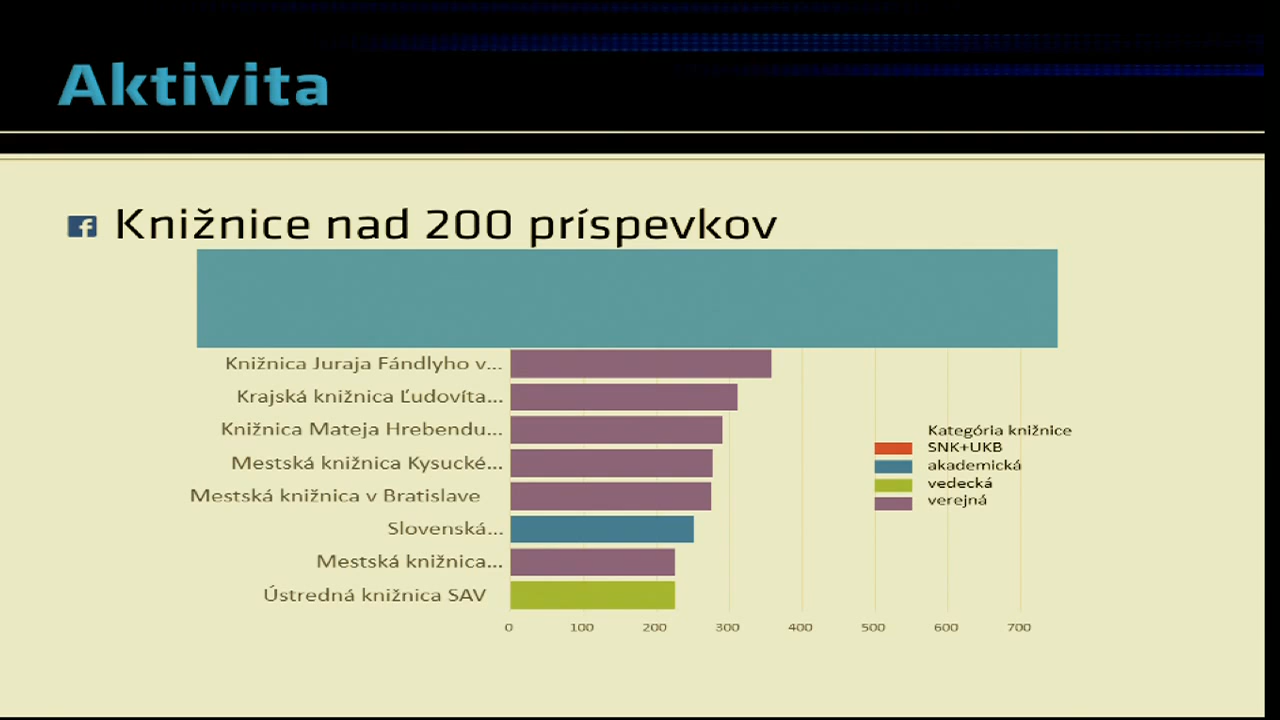 Aktivita
Knižnice nad 200 príspevkov
Knižnica Juraja Fándlyho v...
Krajská knižnica Ľudovíta...
Knižnica Mateja Hrebendu...
Mestská knižnica Kysucké...
Mestská knižnica v Bratislave
Slovenská...
Mestská knižnica...
Ústredná knižnica SAV
Kategória knižnice
SNK+UKB
akademická
vedecká
verejná
0 100 200 300 400 500 600 700